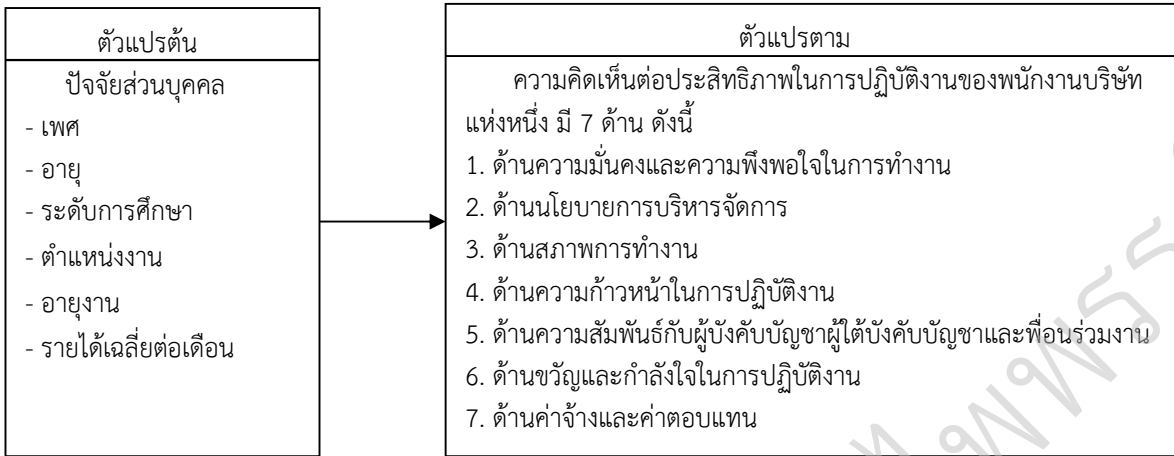 ตัวแปรต้น
ปัจจัยส่วนบุคคล
- เพศ
- อายุ
- ระดับการศึกษา
- ตำแหน่งงาน
- อายุงาน
- รายได้เฉลี่ยต่อเดือน
ตัวแปรตาม
ความคิดเห็นต่อประสิทธิภาพในการปฏิบัติงานของพนักงานบริษัท
แห่งหนึ่ง มี 7 ด้าน ดังนี้
1. ด้านความมั่นคงและความพึงพอใจในการทำงาน
2. ด้านนโยบายการบริหารจัดการ
3. ด้านสภาพการทำงาน
4. ด้านความก้าวหน้าในการปฏิบัติงาน
5. ด้านความสัมพันธ์กับผู้บังคับบัญชาผู้ใต้บังคับบัญชาและพื่อนร่วมงาน
6. ด้านขวัญและกำลังใจในการปฏิบัติงาน
7. ด้านค่าจ้างและค่าตอบแทน